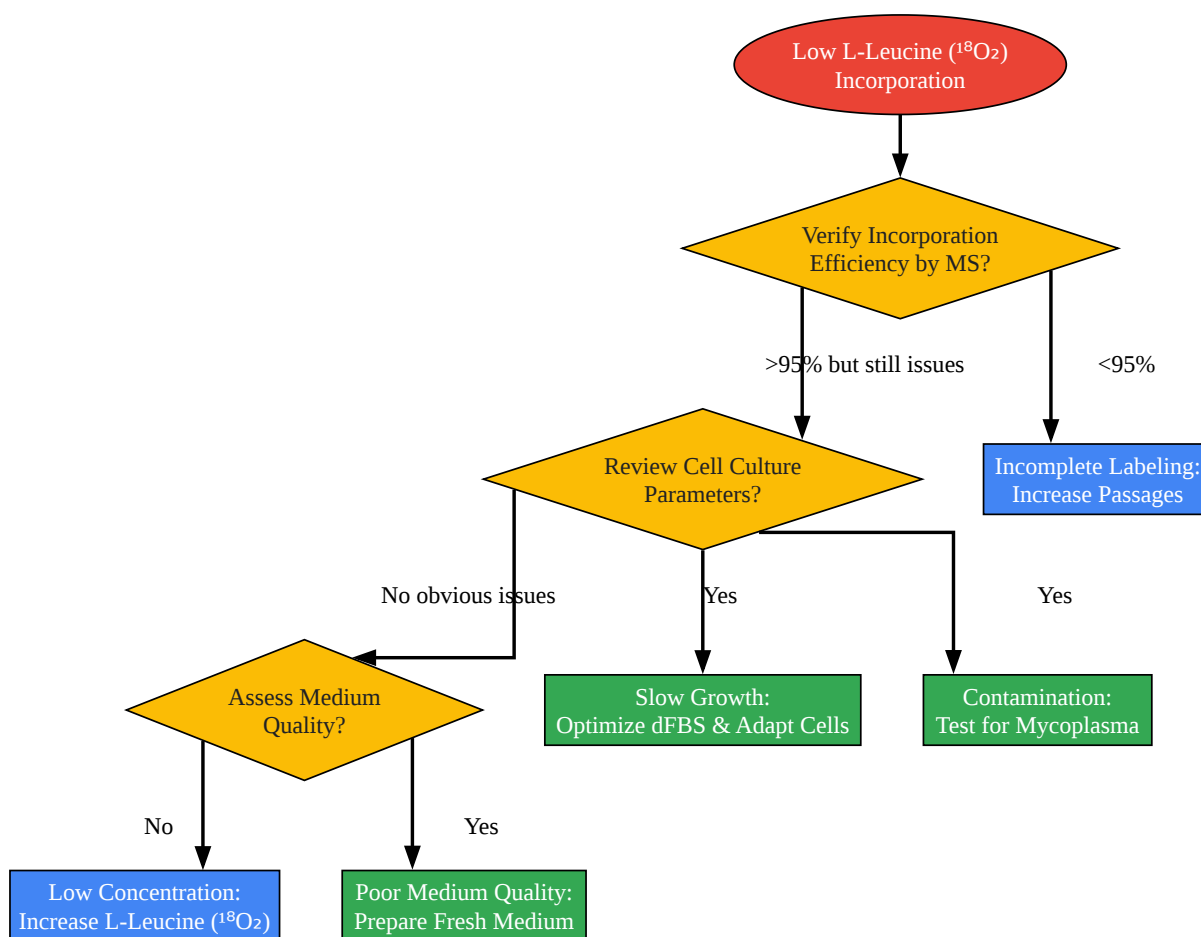 Low L-Leucine (¹⁸O₂)
Incorporation
Verify Incorporation
Efficiency by MS?
>95% but still issues
<95%
Review Cell Culture
Parameters?
Incomplete Labeling:
Increase Passages
No obvious issues
Yes
Yes
Assess Medium
Quality?
Slow Growth:
Optimize dFBS & Adapt Cells
Contamination:
Test for Mycoplasma
No
Yes
Low Concentration:
Increase L-Leucine (¹⁸O₂)
Poor Medium Quality:
Prepare Fresh Medium